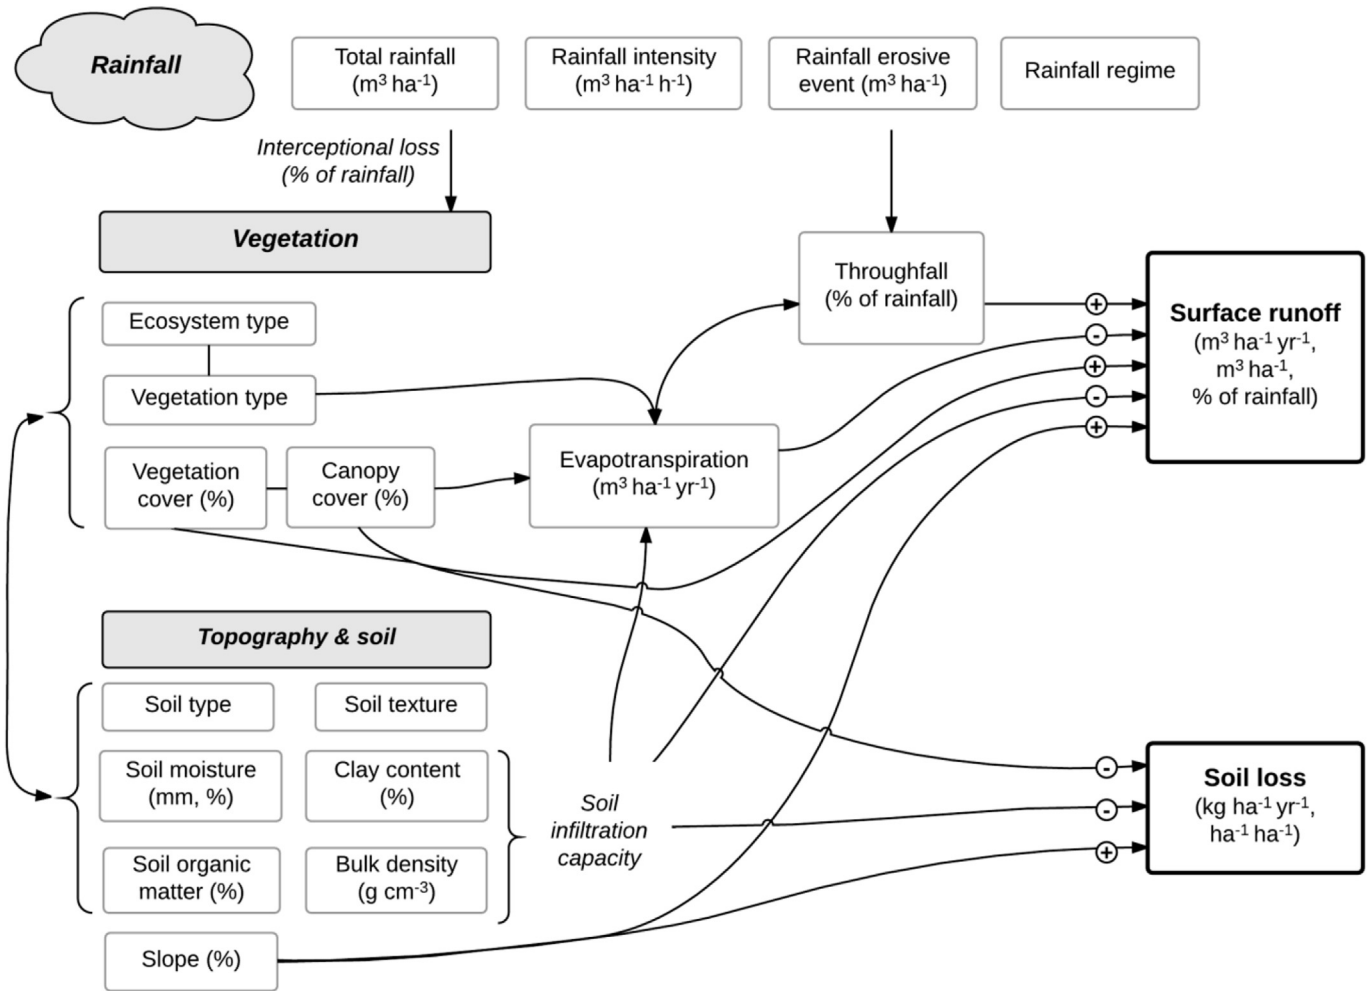 Rainfall
Total rainfall
(m³ ha⁻¹)
Rainfall intensity
(m³ ha⁻¹ h⁻¹)
Rainfall erosive
event (m³ ha⁻¹)
Rainfall regime
Interceptional loss
(% of rainfall)
Vegetation
Throughfall
(% of rainfall)
Ecosystem type
Vegetation type
Vegetation
cover (%)
Canopy
cover (%)
Evapotranspiration
(m³ ha⁻¹ yr⁻¹)
+
-
+
-
+
Surface runoff
(m³ ha⁻¹ yr⁻¹,
m³ ha⁻¹,
% of rainfall)
Topography & soil
Soil type
Soil texture
Soil moisture
(mm, %)
Clay content
(%)
Soil organic
matter (%)
Bulk density
(g cm⁻³)
Slope (%)
Soil
infiltration
capacity
-
-
+
Soil loss
(kg ha⁻¹ yr⁻¹,
ha⁻¹ ha⁻¹)